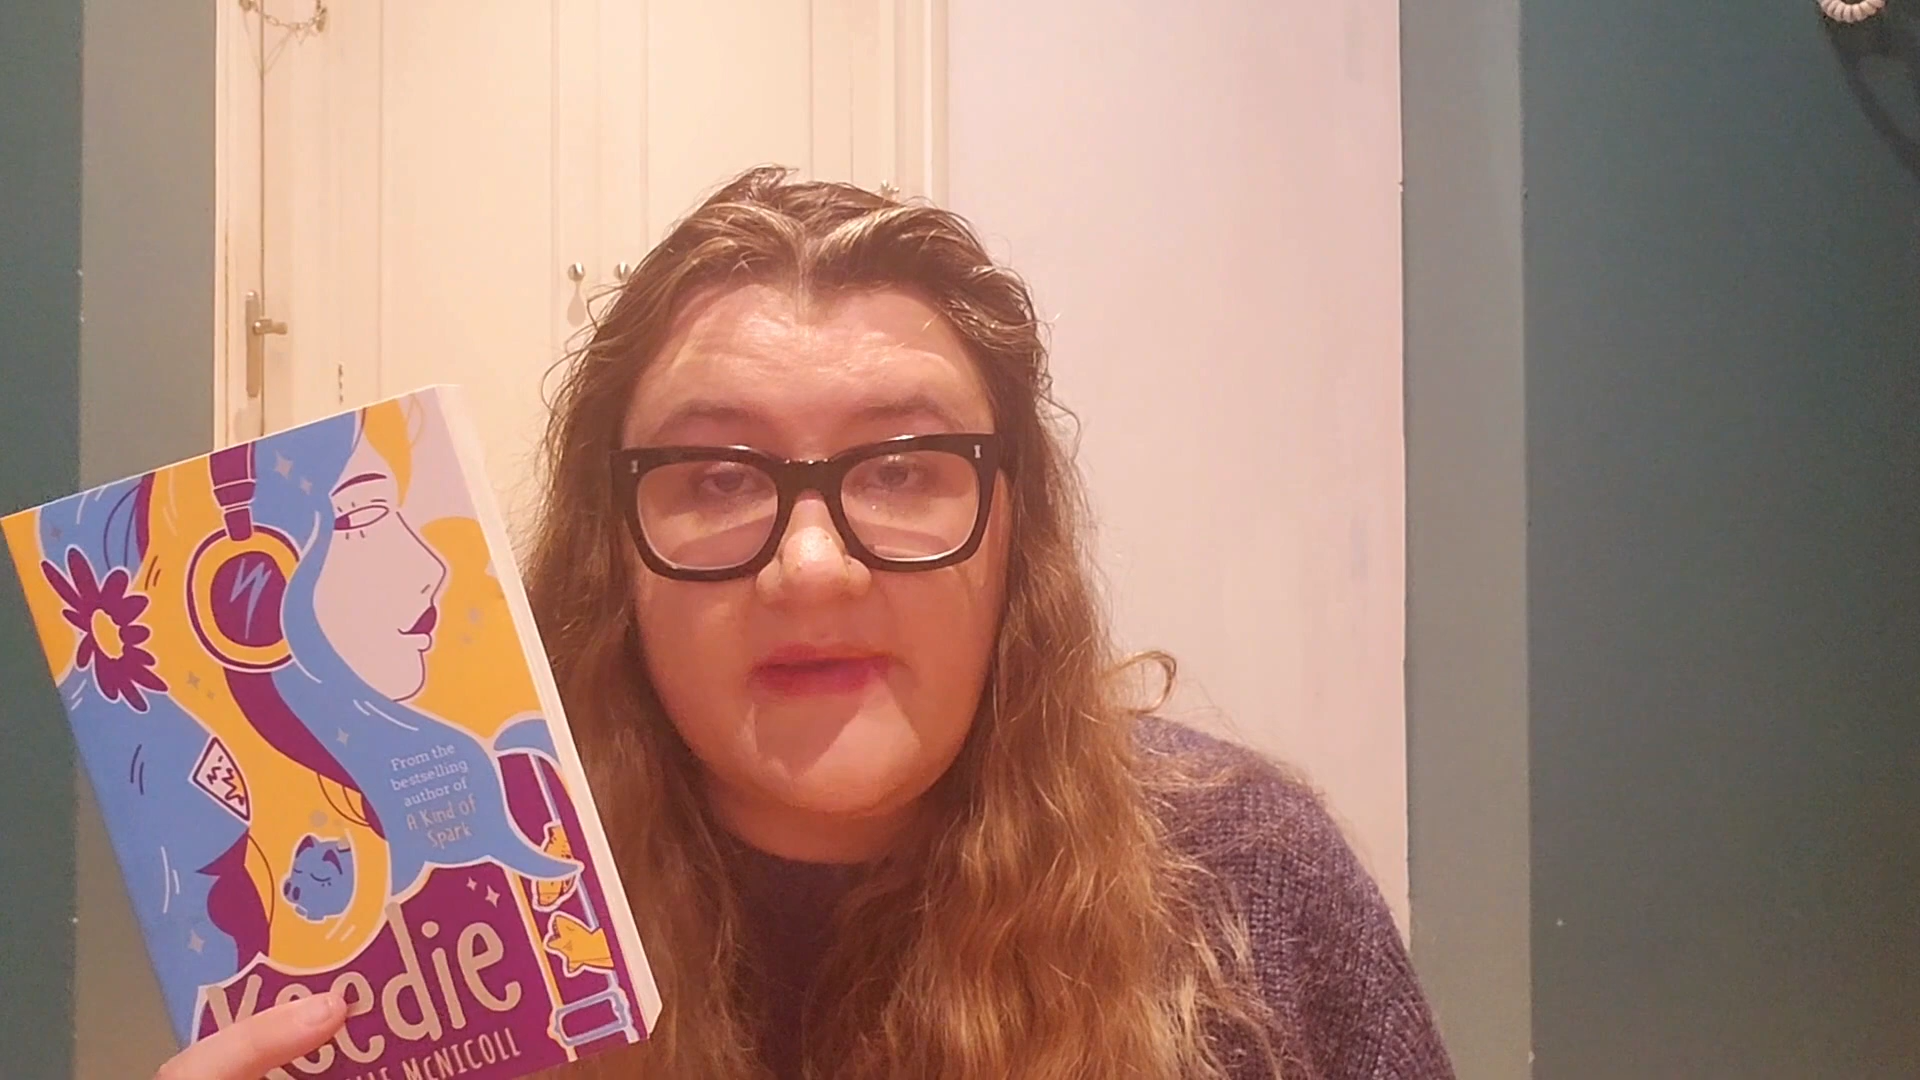 From the
bestselling
author of
A Kind of
Spark
Keedie
McNICOLL